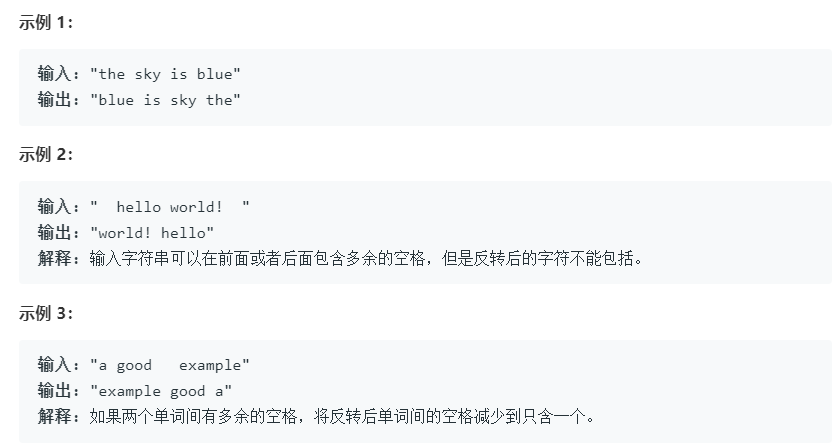 示例 1:
输入: "the sky is blue"
输出: "blue is sky the"
示例 2:
输入: "  hello world!  "
输出: "world! hello"
解释: 输入字符串可以在前面或者后面包含多余的空格，但是反转后的字符不能包括。
示例 3:
输入: "a good   example"
输出: "example good a"
解释: 如果两个单词间有多余的空格，将反转后单词间的空格减少到只含一个。